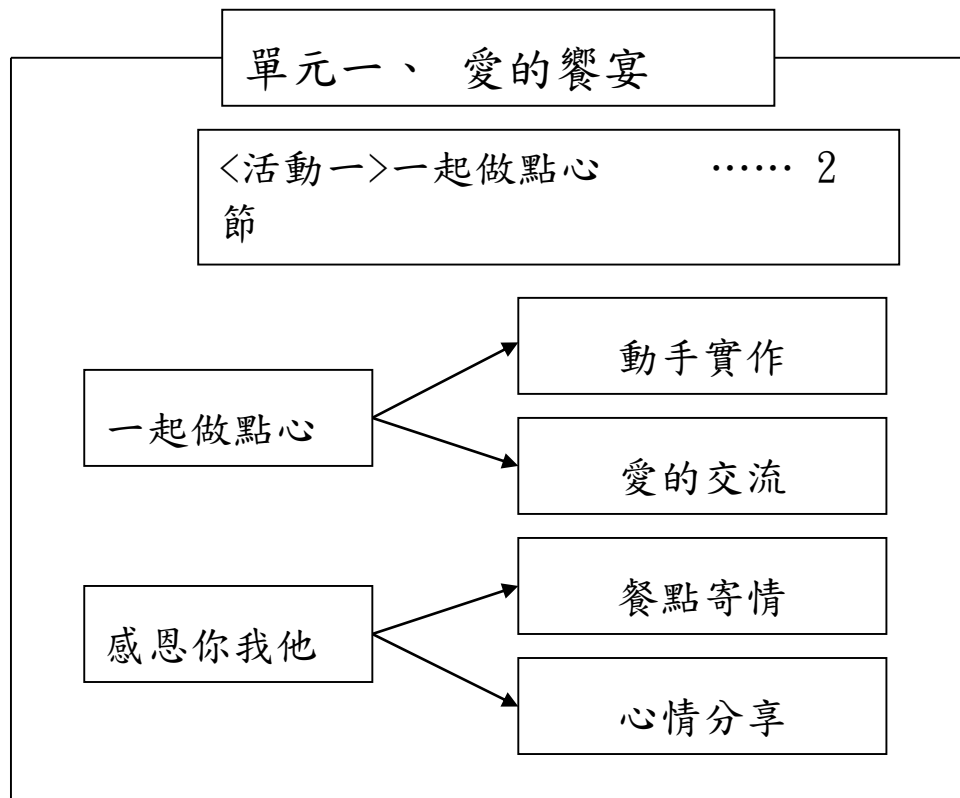 單元一、 愛的饗宴
<活動一>一起做點心 …… 2
節
動手實作
一起做點心
愛的交流
餐點寄情
感恩你我他
心情分享